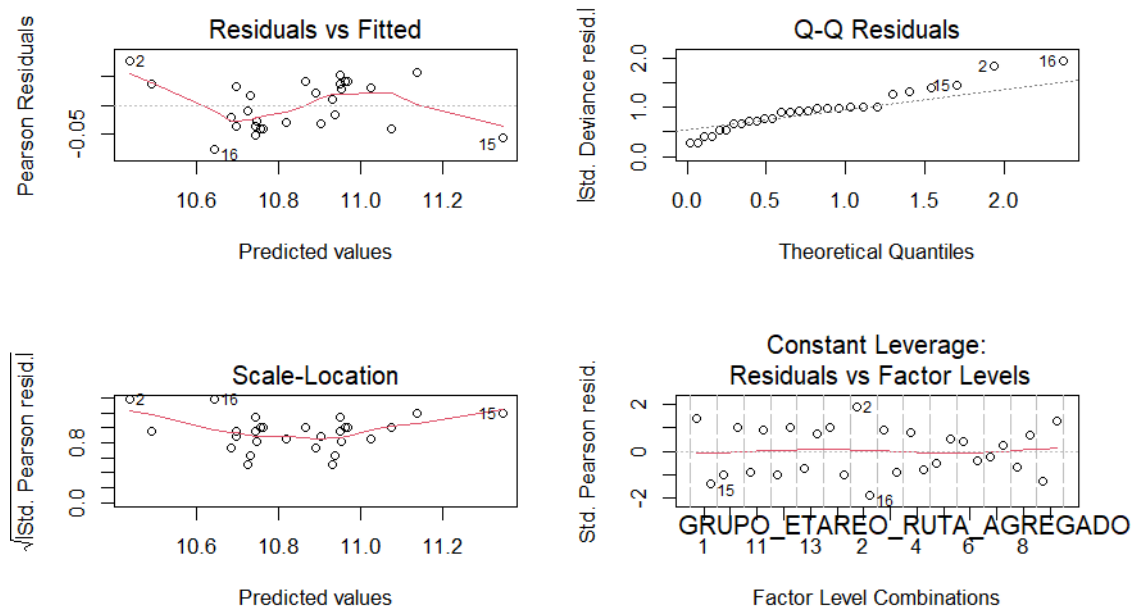 Residuals vs Fitted
Pearson Residuals
-0.05
2
16
15
10.6 10.8 11.0 11.2
Predicted values
Q-Q Residuals
|Std. Deviance resid.|
0.0 1.0 2.0
2
16
15
0.0 0.5 1.0 1.5 2.0
Theoretical Quantiles
Scale-Location
√|Std. Pearson resid.|
0.0 0.8
2
16
15
10.6 10.8 11.0 11.2
Predicted values
Constant Leverage:
Residuals vs Factor Levels
Std. Pearson resid.
-2 0 2
2
15
16
GRUPO_ETAREO_RUTA_AGREGADO
1 11 13 2 4 6 8
Factor Level Combinations